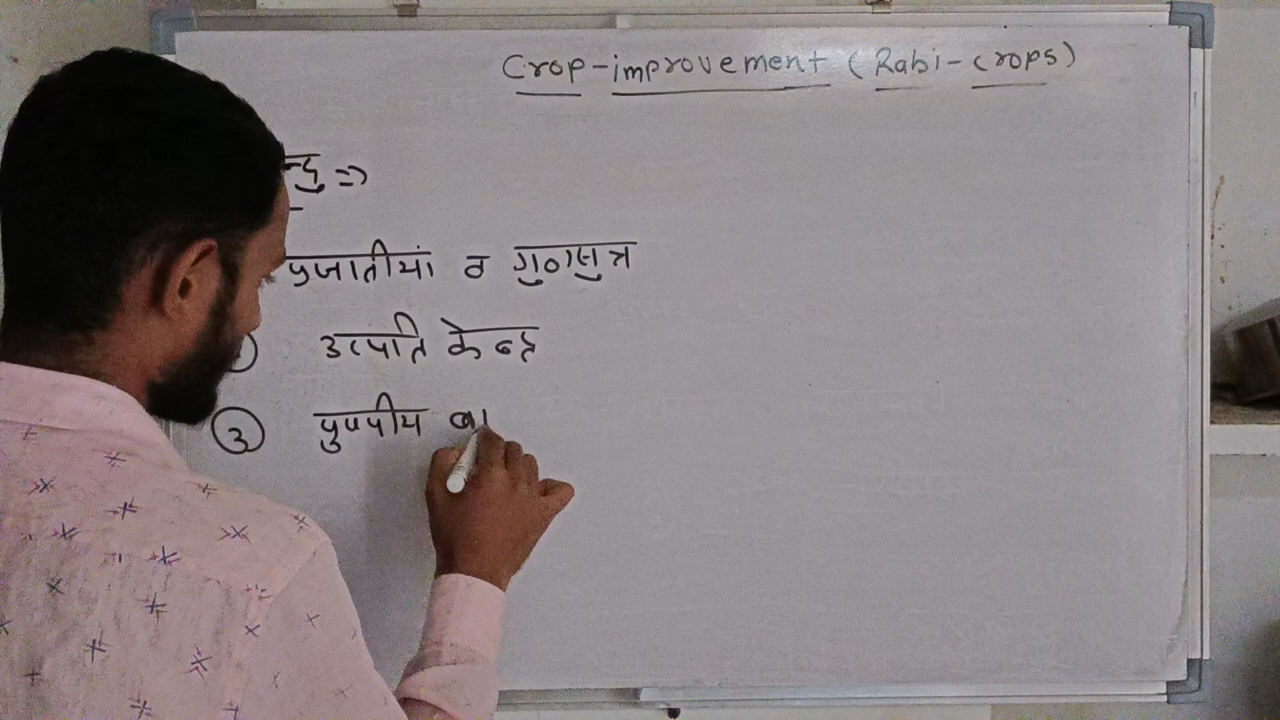 Crop-improvement (Rabi-crops)
=>
प्रजातीयां व गुणसुत्र
उत्पति केन्द्र
3 पुष्पीय